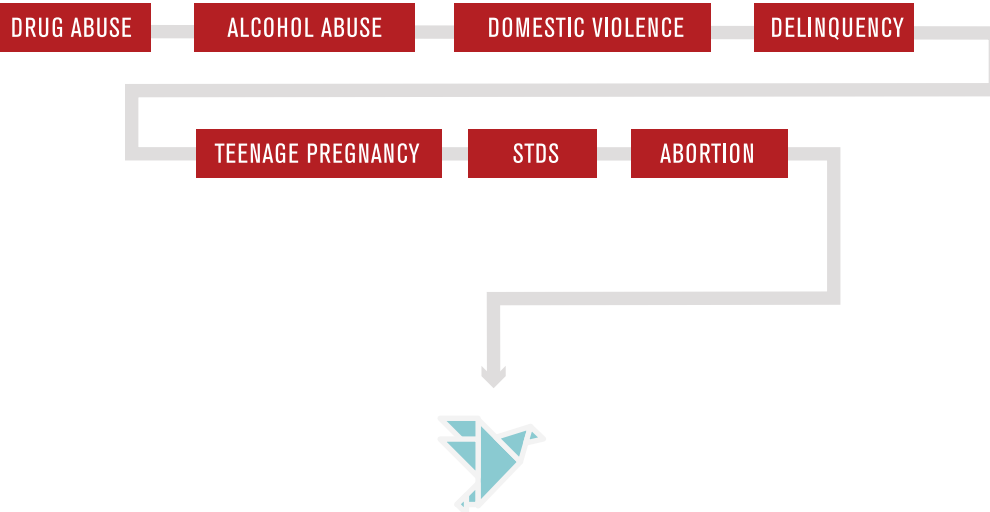 DRUG ABUSE ALCOHOL ABUSE DOMESTIC VIOLENCE DELINQUENCY
TEENAGE PREGNANCY STDS ABORTION